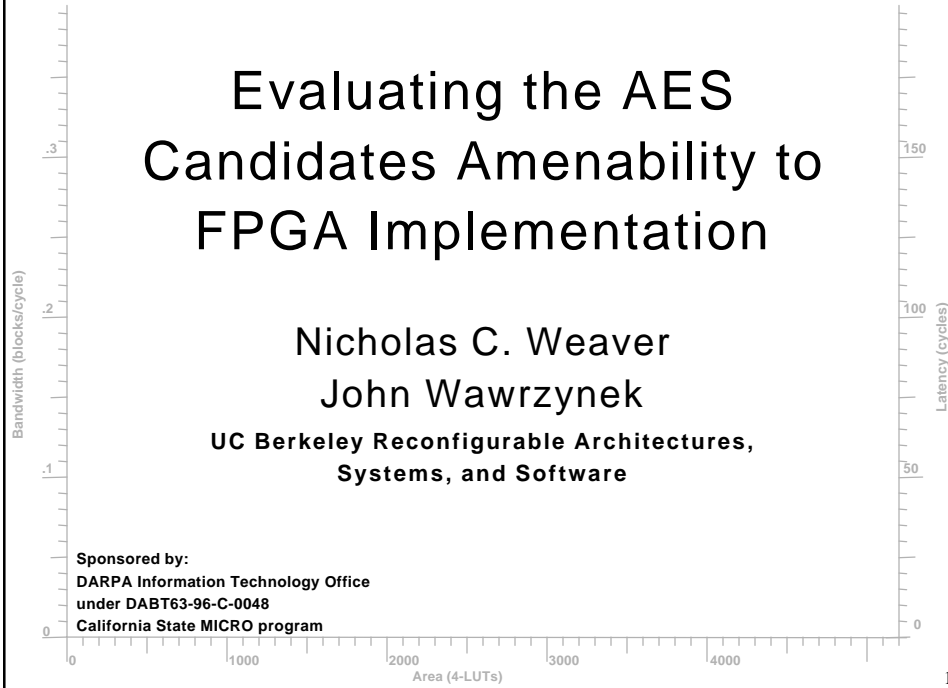 Evaluating the AES
Candidates Amenability to
FPGA Implementation
Nicholas C. Weaver
John Wawrzynek
UC Berkeley Reconfigurable Architectures,
Systems, and Software
Sponsored by:
DARPA Information Technology Office
under DABT63-96-C-0048
California State MICRO program
Bandwidth (blocks/cycle)
.3
.2
.1
0
150
100
50
0
Latency (cycles)
0 1000 2000 3000 4000
Area (4-LUTs)